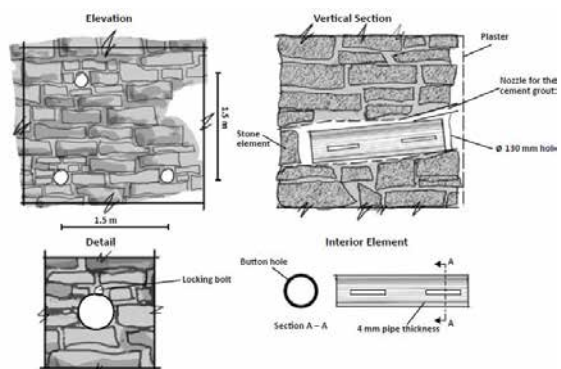 Elevation
Vertical Section
Plaster
Nozzle for the
cement grout:
Stone
element
Ø 130 mm hole
1.5 m
1.5 m
Detail
Interior Element
Button hole
Locking bolt
A
A
Section A – A
4 mm pipe thickness